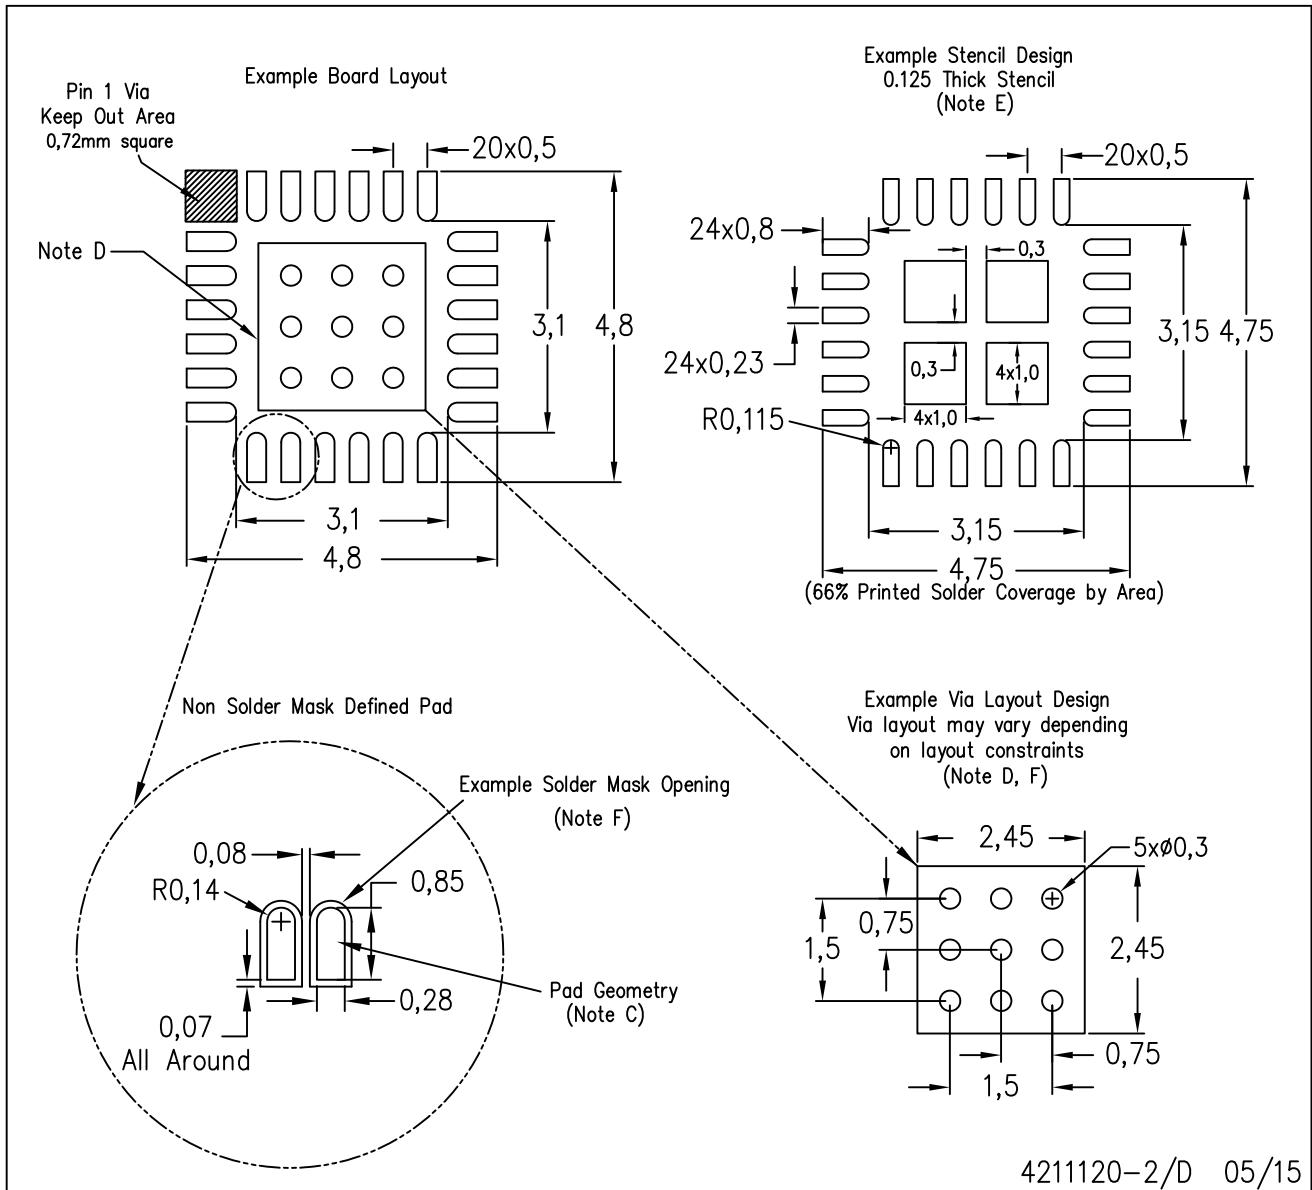 Example Board Layout
Pin 1 Via
Keep Out Area
0,72mm square
20x0,5
Note D
3,1
4,8
3,1
4,8
Example Stencil Design
0.125 Thick Stencil
(Note E)
20x0,5
24x0,8
0,3
24x0,23
0,3
4x1,0
4x1,0
R0,115
3,15
4,75
3,15
4,75
(66% Printed Solder Coverage by Area)
Non Solder Mask Defined Pad
Example Solder Mask Opening
(Note F)
0,08
R0,14
0,85
0,28
Pad Geometry
(Note C)
0,07
All Around
Example Via Layout Design
Via layout may vary depending
on layout constraints
(Note D, F)
2,45
5xø0,3
0,75
1,5
2,45
0,75
1,5
4211120-2/D 05/15